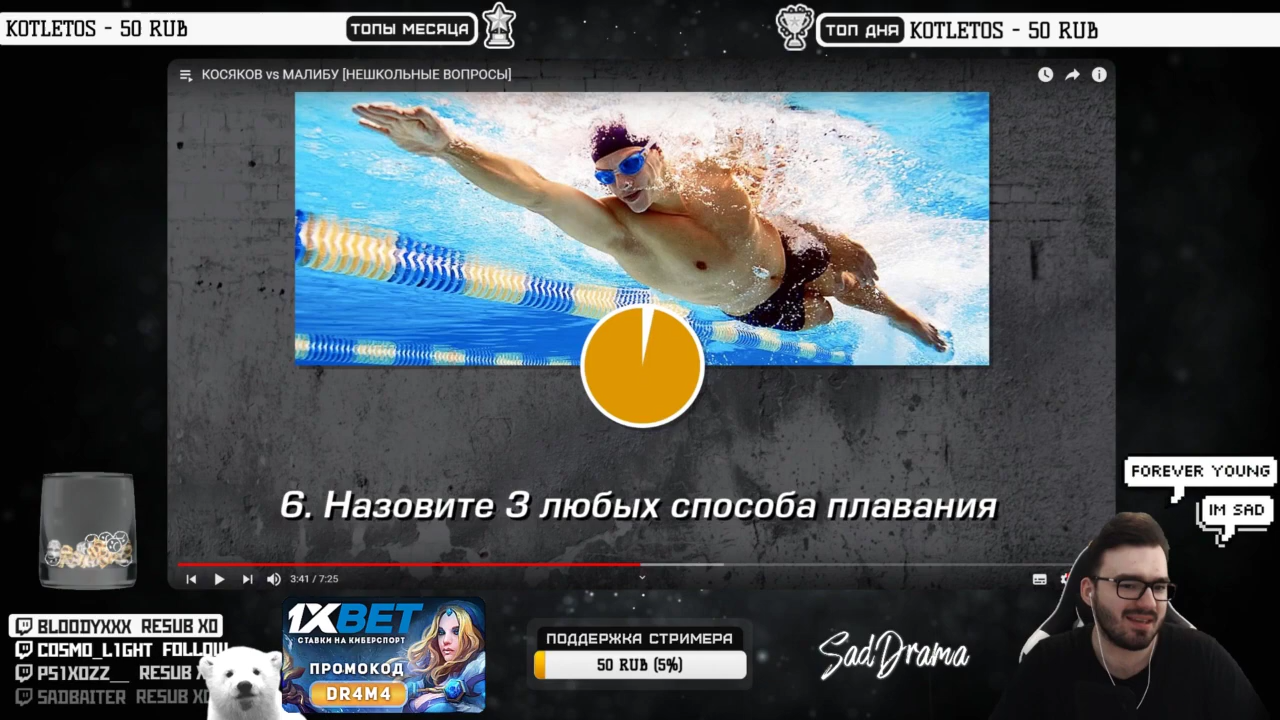 KOTLETOS - 50 RUB
ТОПЫ МЕСЯЦА
ТОП ДНЯ
KOTLETOS - 50 RUB
КОСЯКОВ vs МАЛИБУ [НЕШКОЛЬНЫЕ ВОПРОСЫ]
6. Назовите 3 любых способа плавания
3:41 / 7:25
FOREVER YOUNG
IM SAD
BLOODYXXX RESUB X0
COSMO_L1GHT FOLLOW
PS1XOZZ__ RESUB
SADBAITER RESUB
1XBET
СТАВКИ НА КИБЕРСПОРТ
ПРОМОКОД
DR4M4
ПОДДЕРЖКА СТРИМЕРА
50 RUB (5%)
SadDrama